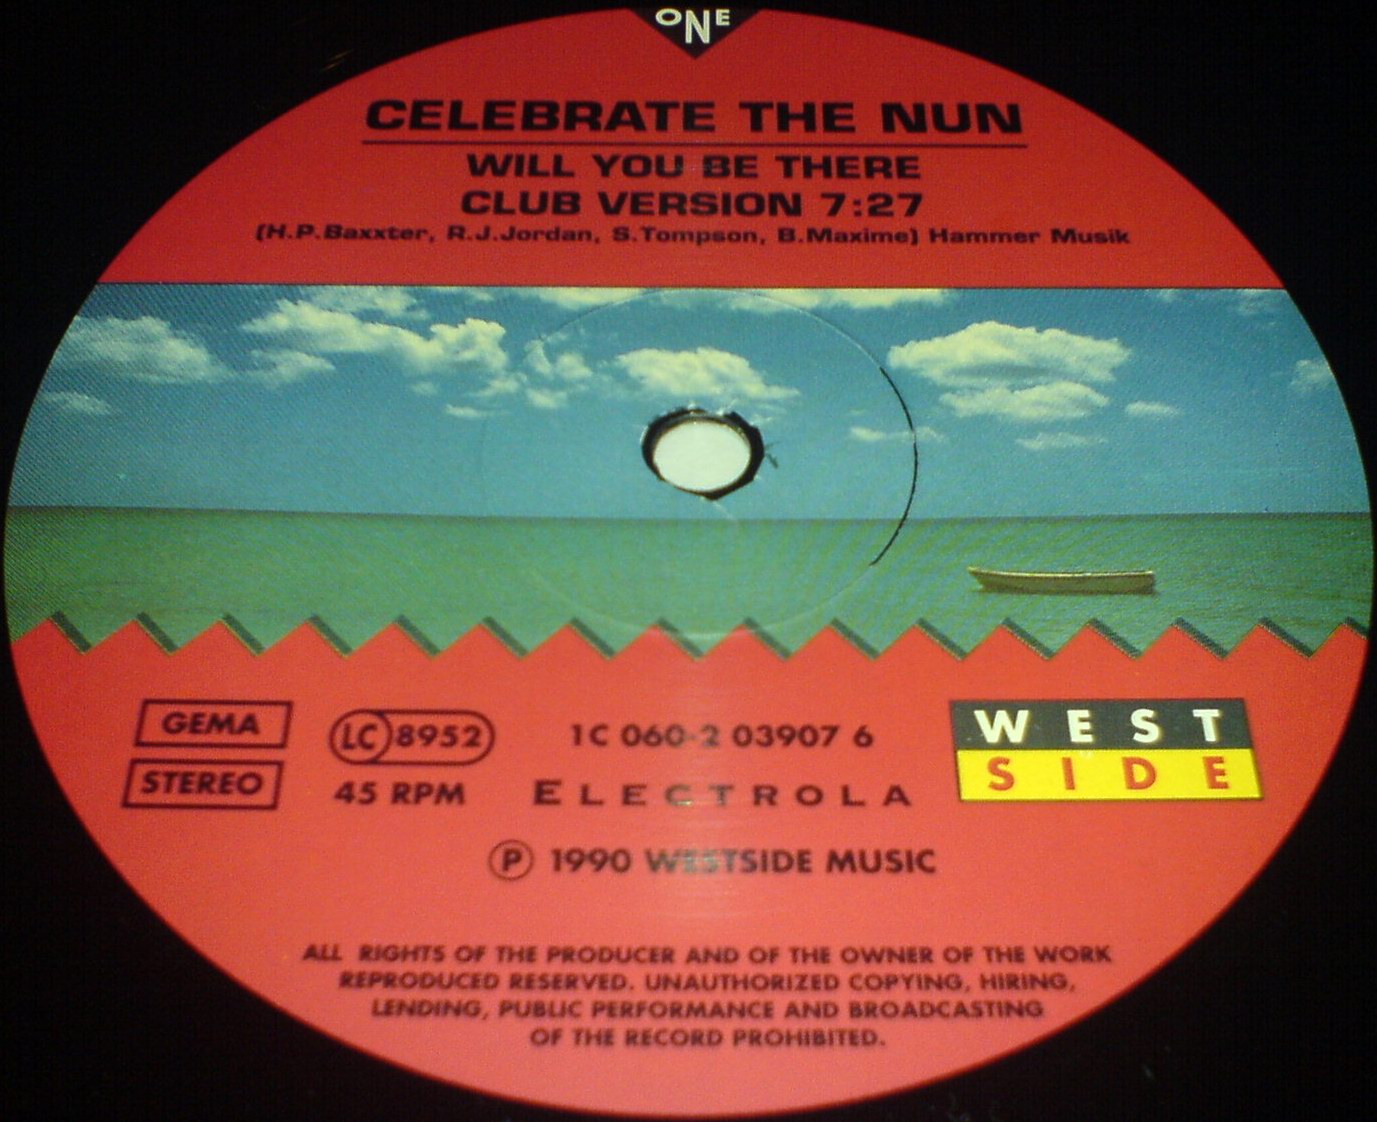 ONE
CELEBRATE THE NUN
WILL YOU BE THERE
CLUB VERSION 7:27
(H.P.Baxxter, R.J.Jordan, S.Tompson, B.Maxime) Hammer Musik
GEMA
STEREO
LC 8952
45 RPM
1C 060-2 03907 6
ELECTROLA
WEST
SIDE
Ⓟ 1990 WESTSIDE MUSIC
ALL RIGHTS OF THE PRODUCER AND OF THE OWNER OF THE WORK
REPRODUCED RESERVED. UNAUTHORIZED COPYING, HIRING,
LENDING, PUBLIC PERFORMANCE AND BROADCASTING
OF THE RECORD PROHIBITED.